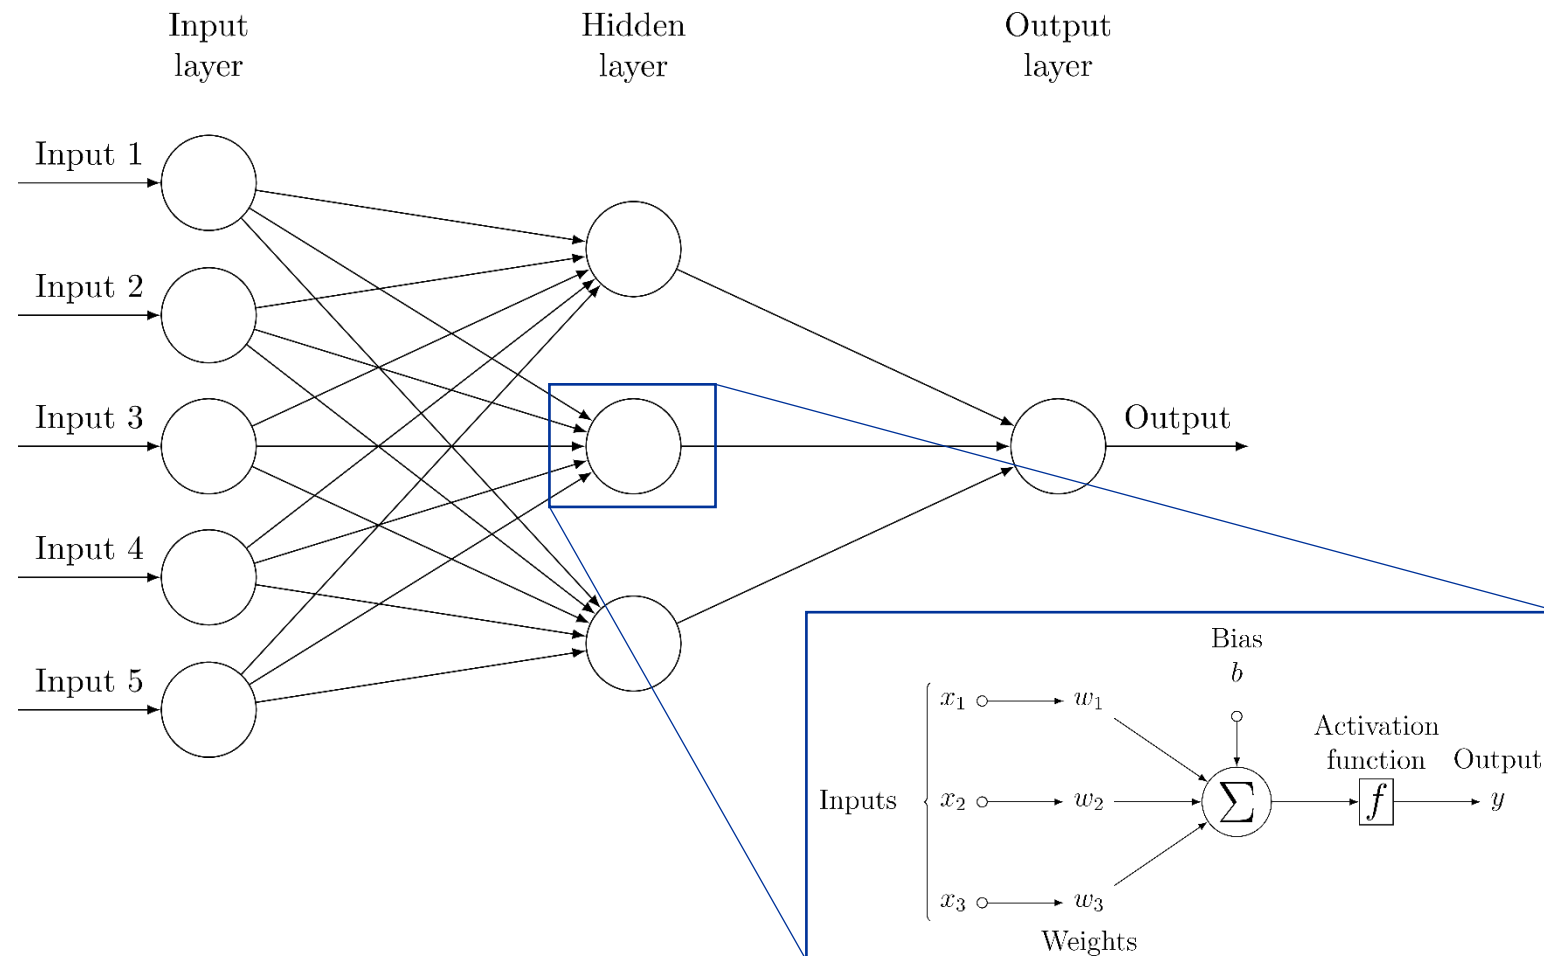 Input
layer
Hidden
layer
Output
layer
Input 1
Input 2
Input 3
Input 4
Input 5
Output
Bias
b
x₁
w₁
Activation
function
Output
Inputs
x₂
w₂
Σ
f
y
x₃
w₃
Weights